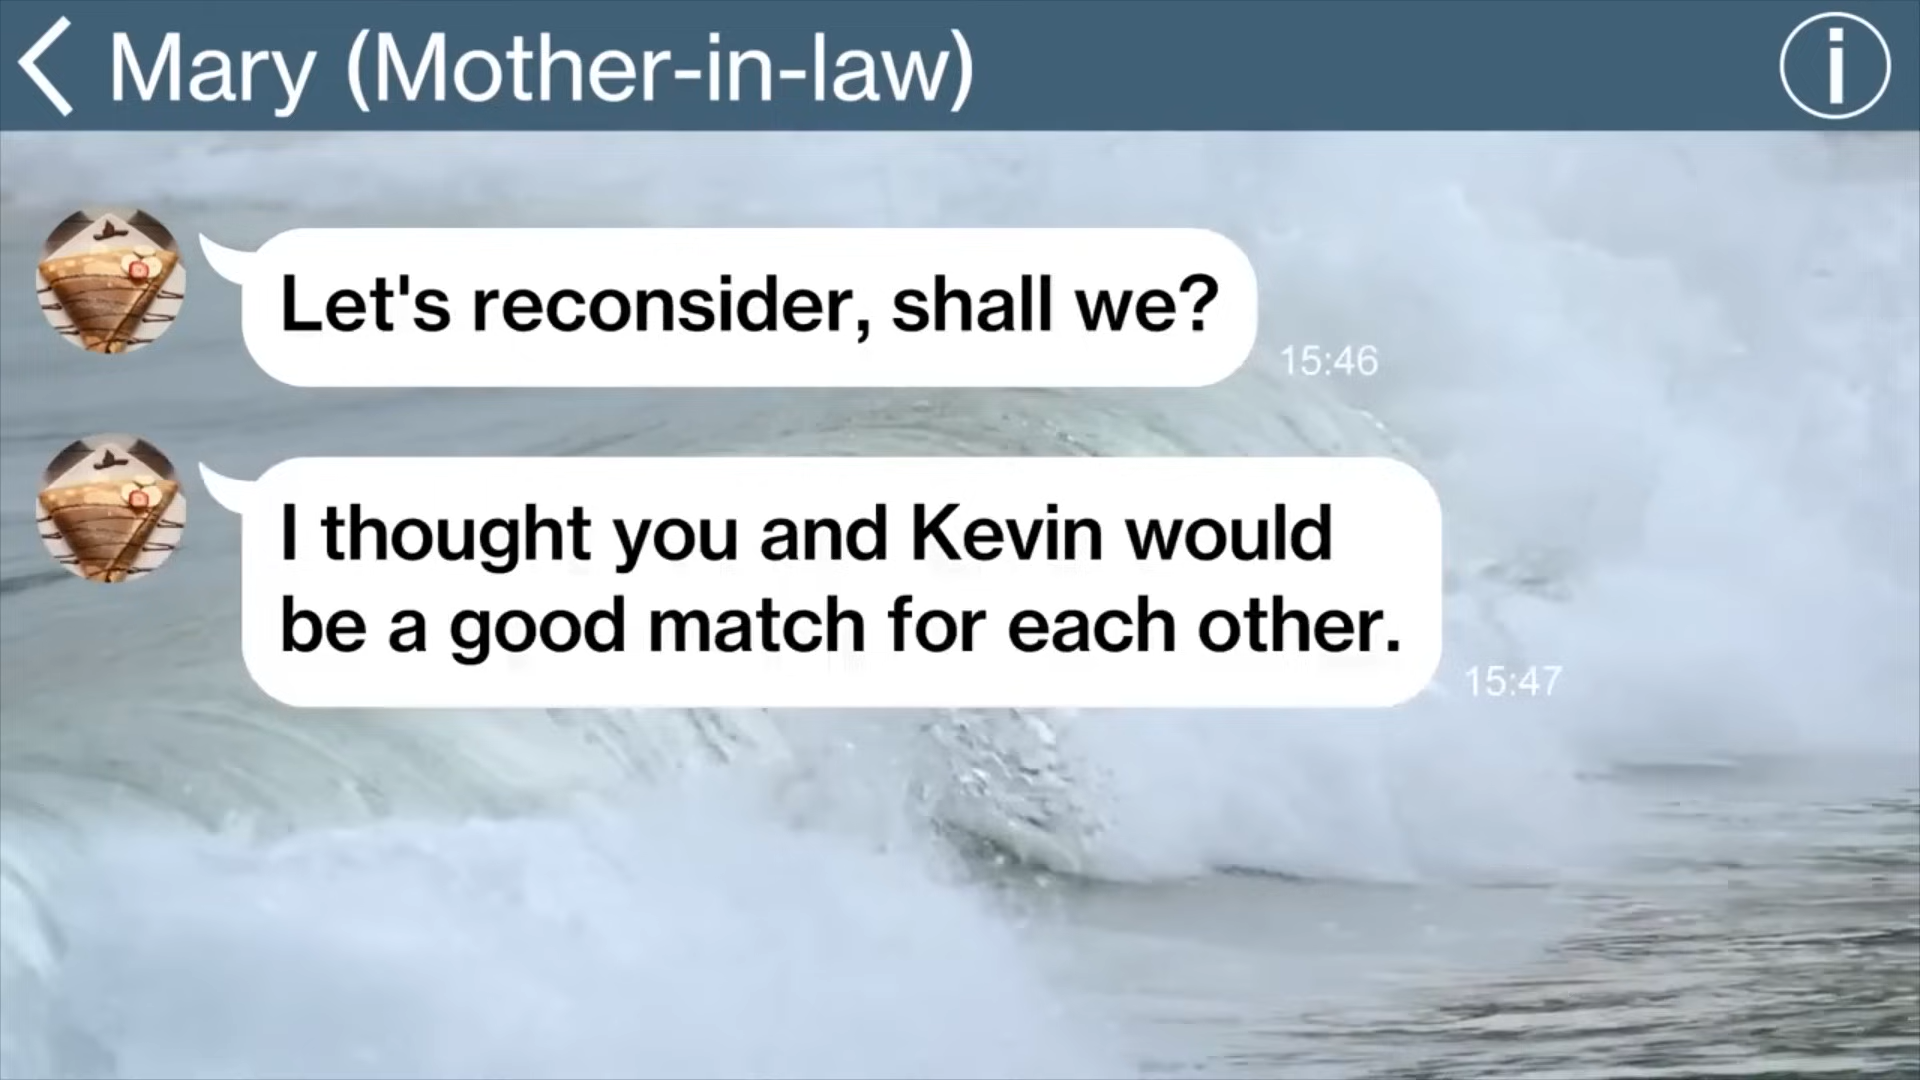 Mary (Mother-in-law)
Let's reconsider, shall we?
15:46
I thought you and Kevin would
be a good match for each other.
15:47